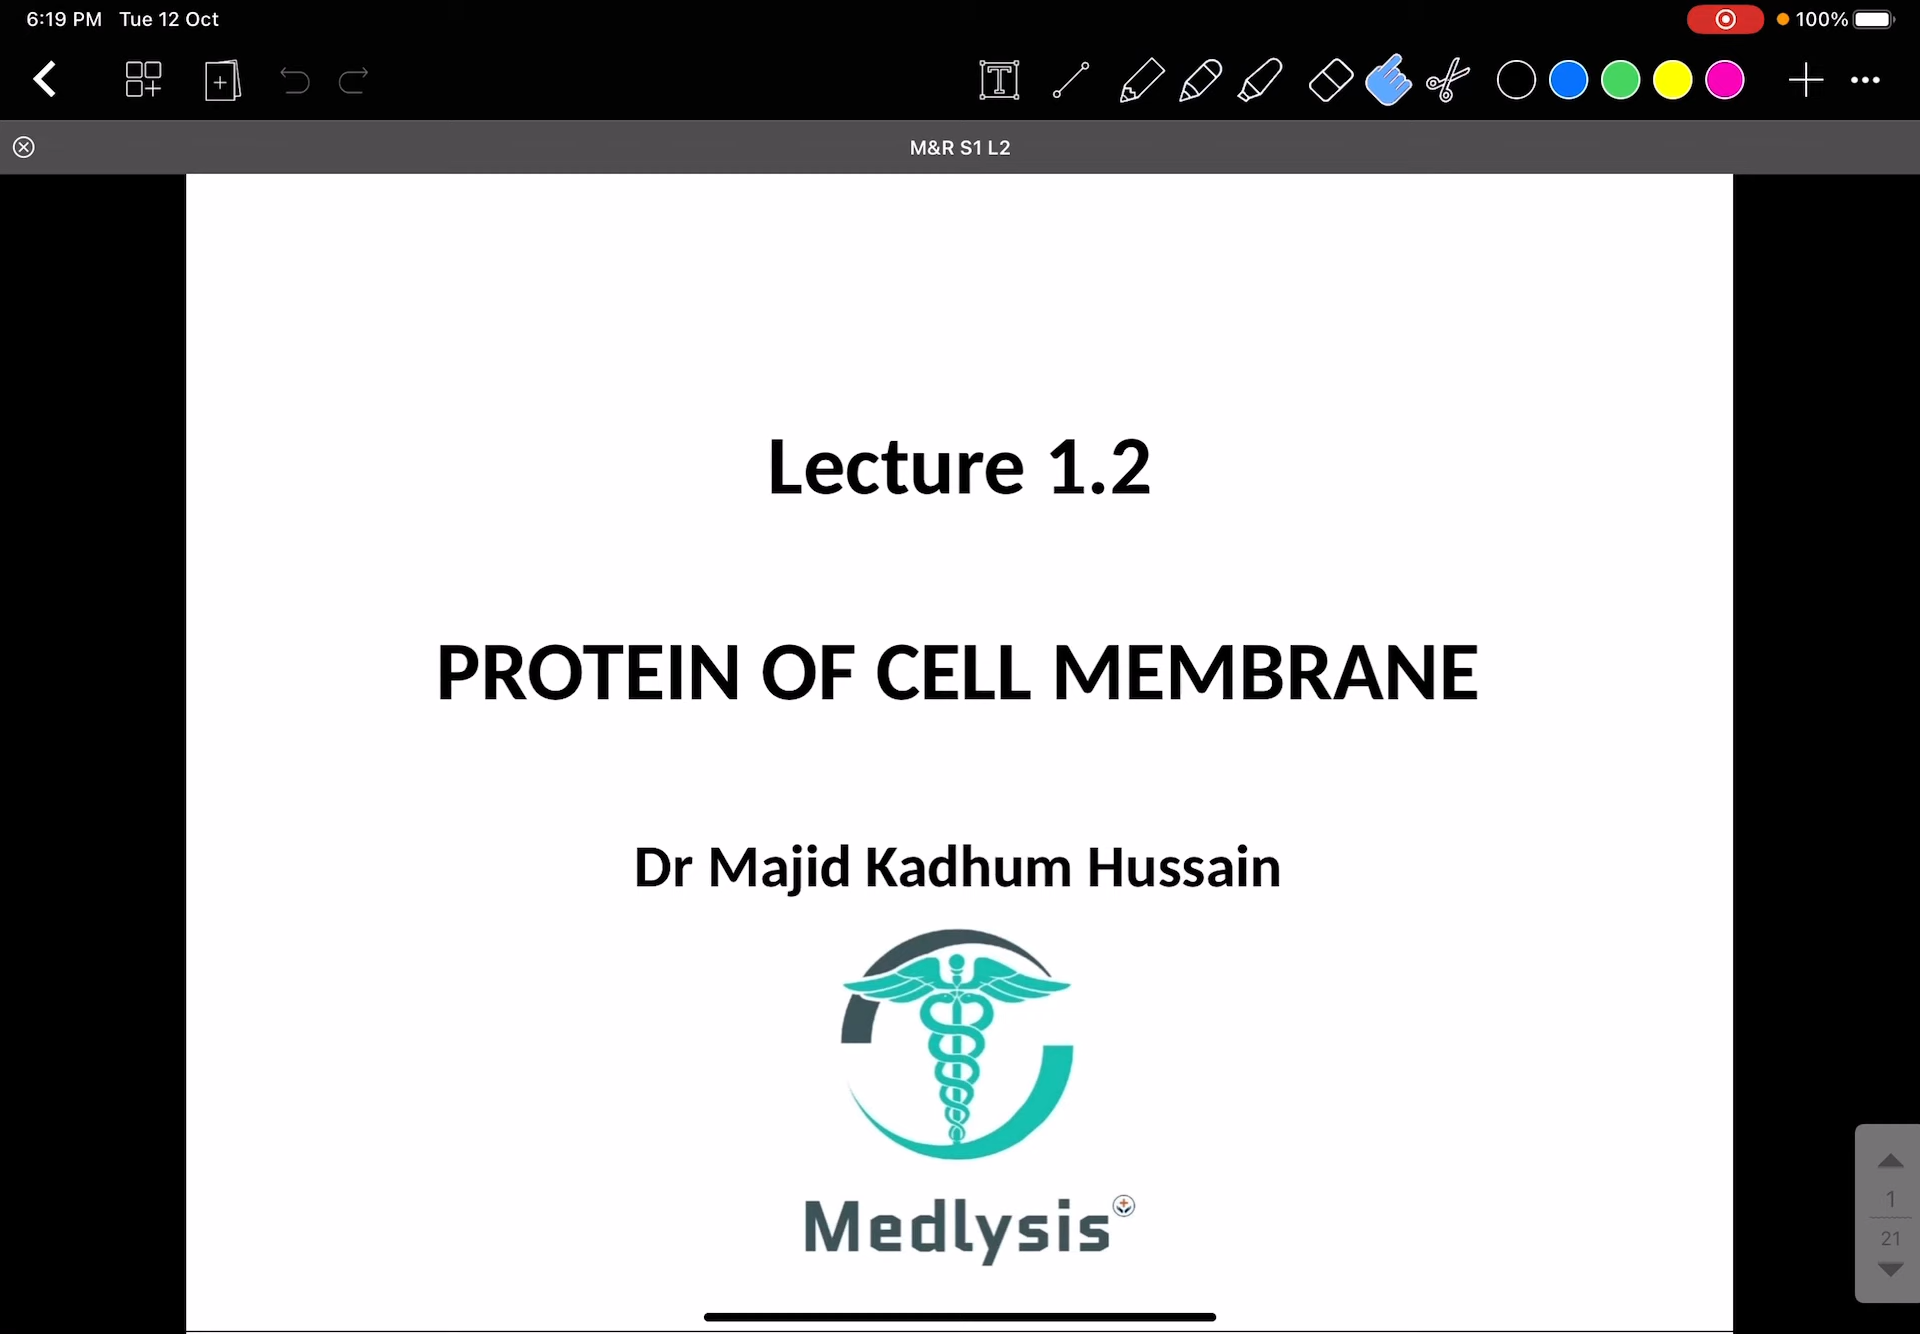 6:19 PM Tue 12 Oct
100%
T
M&R S1 L2
Lecture 1.2
PROTEIN OF CELL MEMBRANE
Dr Majid Kadhum Hussain
Medlysis
1
21